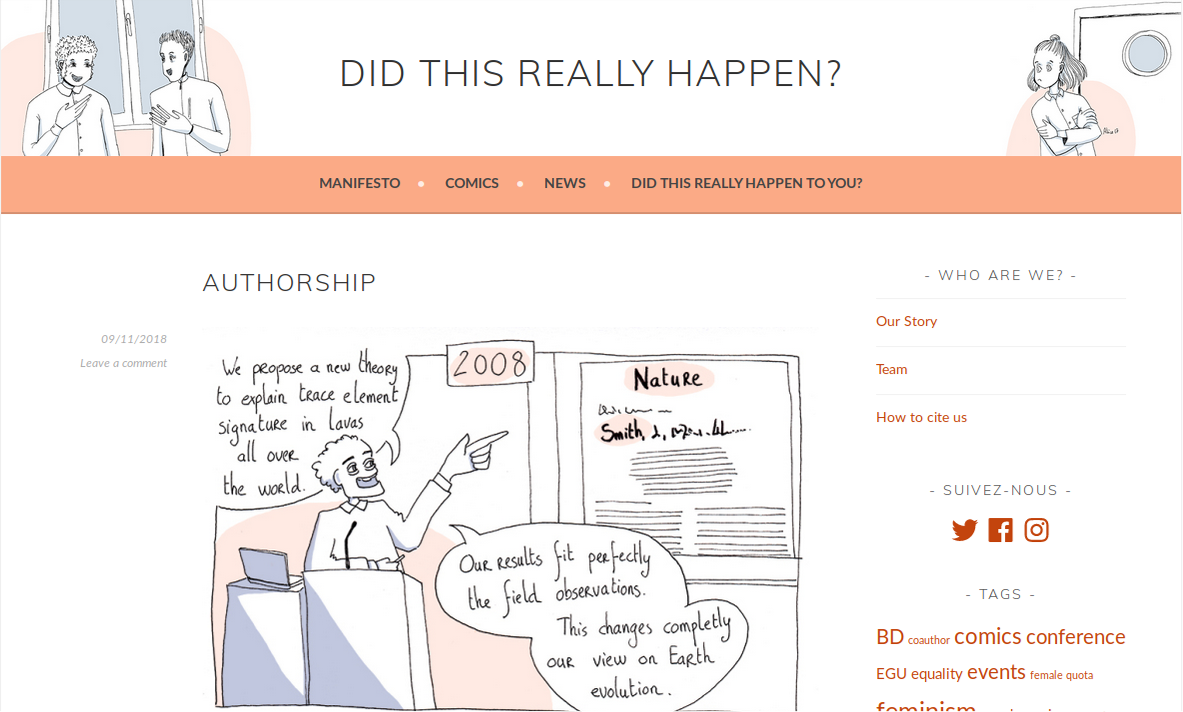 DID THIS REALLY HAPPEN?
MANIFESTO
COMICS
NEWS
DID THIS REALLY HAPPEN TO YOU?
AUTHORSHIP
09/11/2018
Leave a comment
We propose a new theory
to explain trace element
signature in lavas
all over
the world.
2008
Nature
Smith,
Our results fit perfectly
the field observations.
This changes completly
our view on Earth
evolution.
- WHO ARE WE? -
Our Story
Team
How to cite us
- SUIVEZ-NOUS -
- TAGS -
BD coauthor comics conference
EGU equality events female quota
feminism